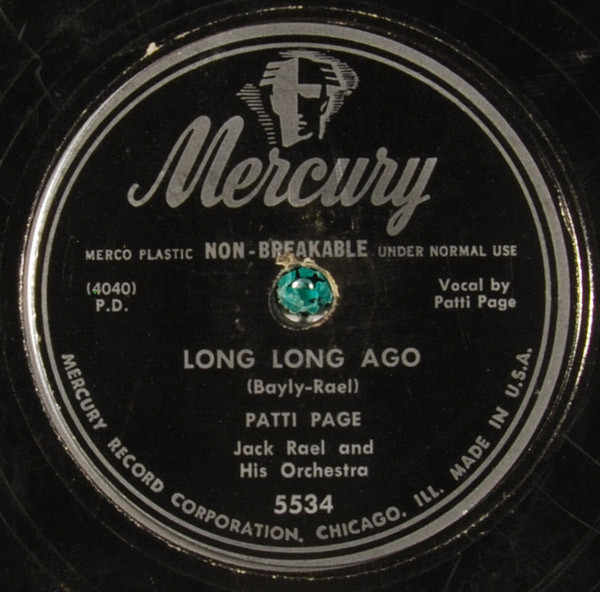 Mercury
MERCO PLASTIC NON-BREAKABLE UNDER NORMAL USE
(4040)
P.D.
Vocal by
Patti Page
LONG LONG AGO
(Bayly-Rael)
PATTI PAGE
Jack Rael and
His Orchestra
5534
MERCURY RECORD CORPORATION, CHICAGO, ILL. MADE IN U.S.A.